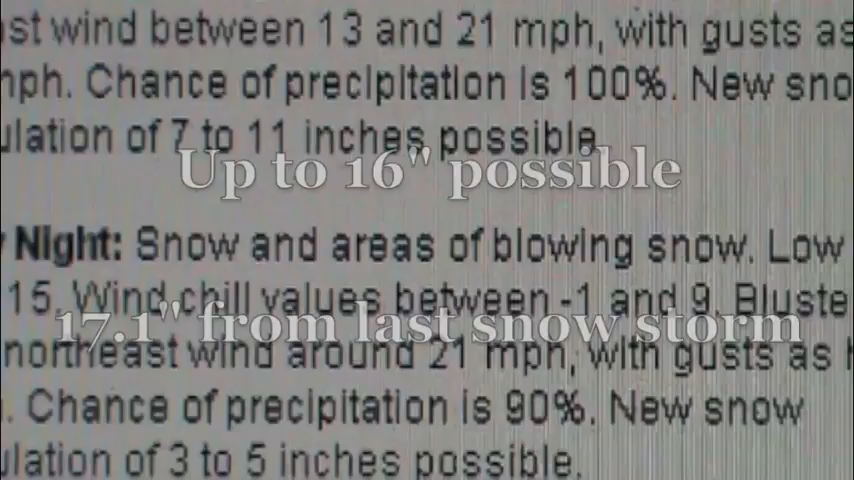 st wind between 13 and 21 mph, with gusts as
mph. Chance of precipitation is 100%. New sno
ulation of 7 to 11 inches possible
Up to 16" possible
Night: Snow and areas of blowing snow. Low
15. Wind chill values between -1 and 9. Bluste
17.1" from last snow storm
northeast wind around 21 mph, with gusts as h
. Chance of precipitation is 90%. New snow
ulation of 3 to 5 inches possible.